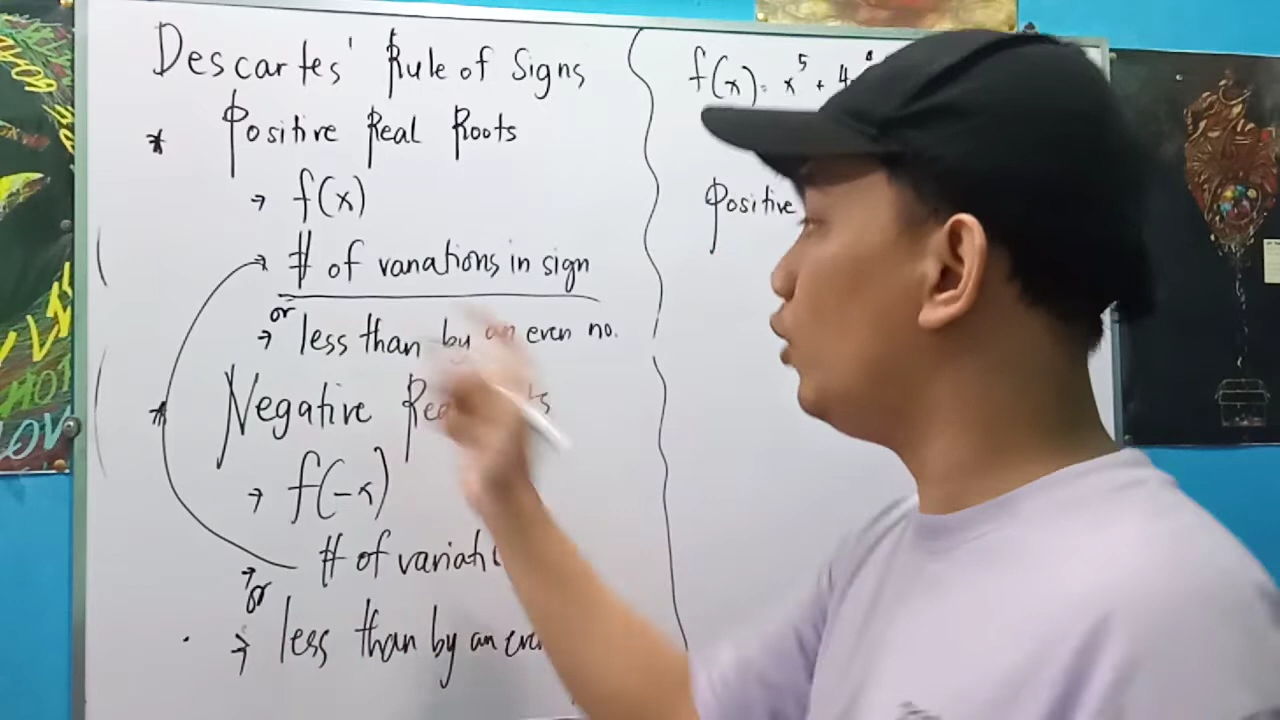 Descartes' Rule of Signs
* Positive Real Roots
→ f(x)
→ # of variations in sign
or
→ less than by an even no.
* Negative
→ f(-x)
→ # of
or
→ less than by an
f(x) = x⁵ + 4
Positive